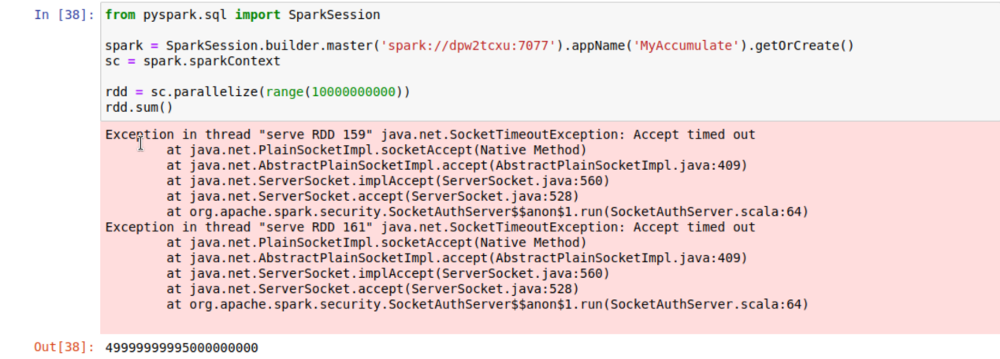 In [38]: from pyspark.sql import SparkSession
spark = SparkSession.builder.master('spark://dpw2tcxu:7077').appName('MyAccumulate').getOrCreate()
sc = spark.sparkContext
rdd = sc.parallelize(range(10000000000))
rdd.sum()
Exception in thread "serve RDD 159" java.net.SocketTimeoutException: Accept timed out
at java.net.PlainSocketImpl.socketAccept(Native Method)
at java.net.AbstractPlainSocketImpl.accept(AbstractPlainSocketImpl.java:409)
at java.net.ServerSocket.implAccept(ServerSocket.java:560)
at java.net.ServerSocket.accept(ServerSocket.java:528)
at org.apache.spark.security.SocketAuthServer$$anon$1.run(SocketAuthServer.scala:64)
Exception in thread "serve RDD 161" java.net.SocketTimeoutException: Accept timed out
at java.net.PlainSocketImpl.socketAccept(Native Method)
at java.net.AbstractPlainSocketImpl.accept(AbstractPlainSocketImpl.java:409)
at java.net.ServerSocket.implAccept(ServerSocket.java:560)
at java.net.ServerSocket.accept(ServerSocket.java:528)
at org.apache.spark.security.SocketAuthServer$$anon$1.run(SocketAuthServer.scala:64)
Out[38]: 49999999995000000000